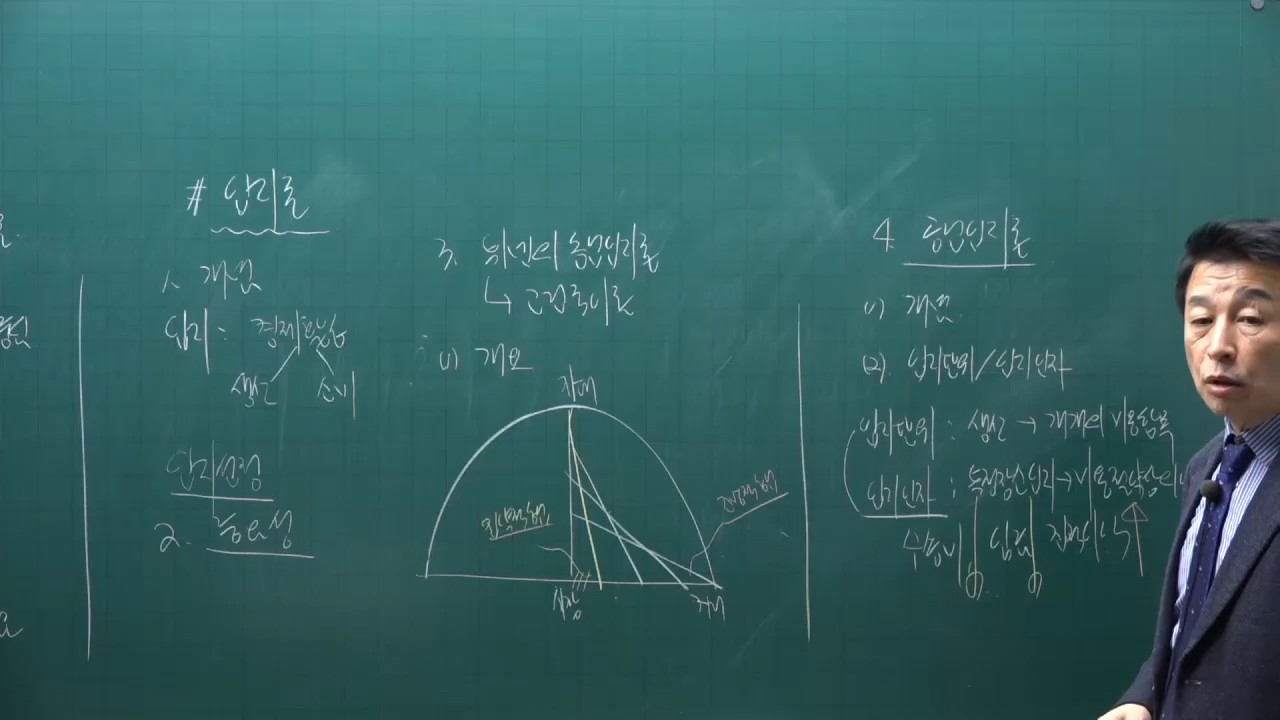 # 입지론
1. 개념
입지 : 경제활동
생산 소비
입지선정
2. 중요성
3. 튀넨의 농업입지론
↳ 고립국이론
(1) 개요
지대
집약적농업
조방적농업
시장
거리
4 공업입지론
(1) 개념
(2). 입지단위/입지인자
입지단위 : 생산 → 개개의 비용항목
입지인자 : 특정장소입지→비용절약상의
수송비 임금 집적이익